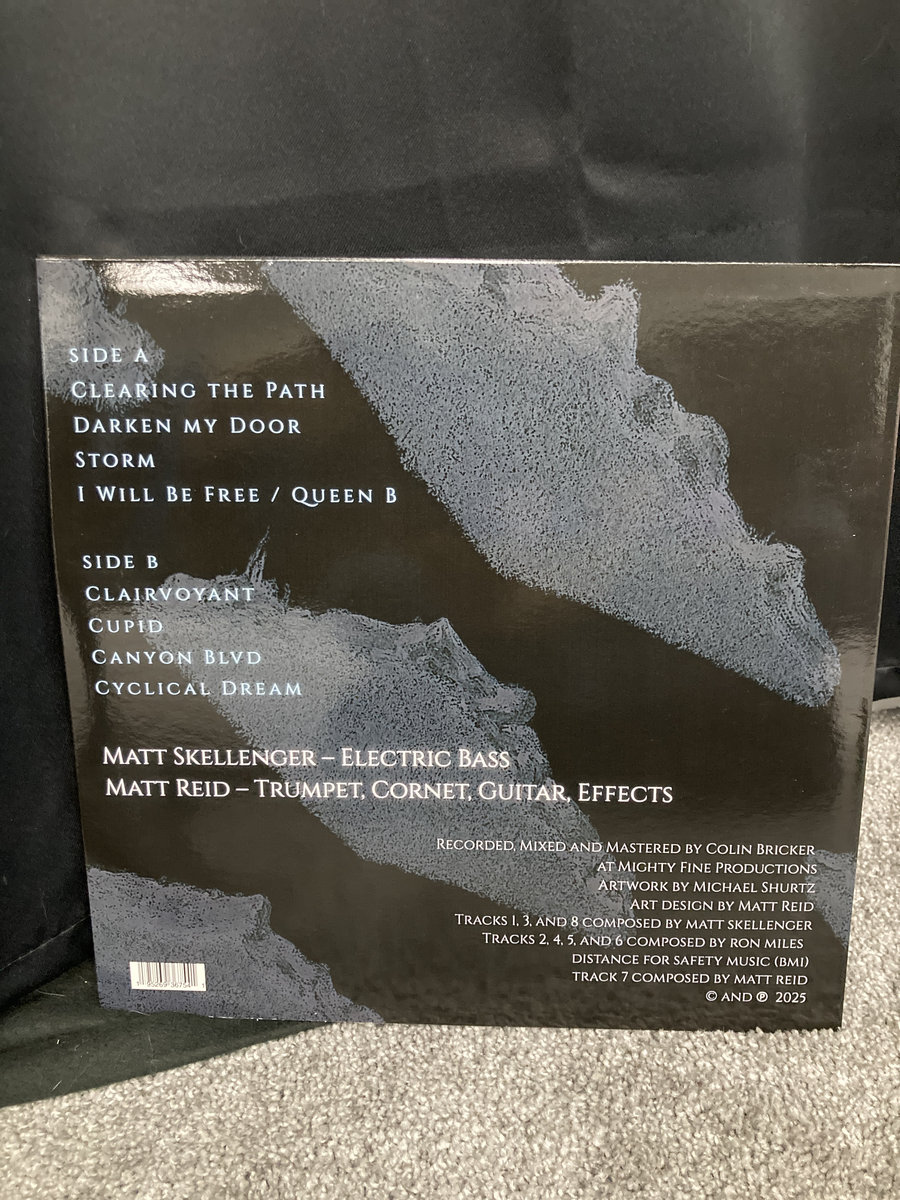 SIDE A
CLEARING THE PATH
DARKEN MY DOOR
STORM
I WILL BE FREE / QUEEN B
SIDE B
CLAIRVOYANT
CUPID
CANYON BLVD
CYCLICAL DREAM
MATT SKELLENGER – ELECTRIC BASS
MATT REID – TRUMPET, CORNET, GUITAR, EFFECTS
RECORDED, MIXED AND MASTERED BY COLIN BRICKER
AT MIGHTY FINE PRODUCTIONS
ARTWORK BY MICHAEL SHURTZ
ART DESIGN BY MATT REID
TRACKS 1, 3, AND 8 COMPOSED BY MATT SKELLENGER
TRACKS 2, 4, 5, AND 6 COMPOSED BY RON MILES
DISTANCE FOR SAFETY MUSIC (BMI)
TRACK 7 COMPOSED BY MATT REID
© AND ℗ 2025